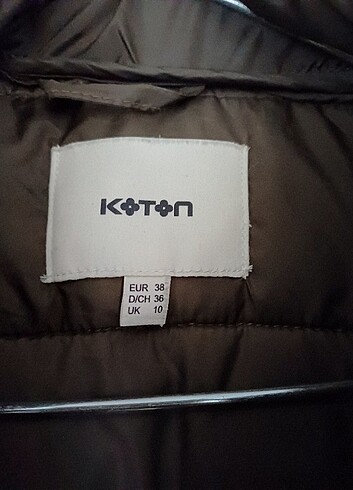 KOTON
EUR 38
D/CH 36
UK 10